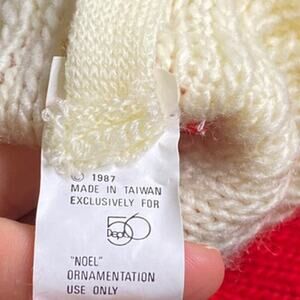 © 1987
MADE IN TAIWAN
EXCLUSIVELY FOR
Dept 56
"NOEL"
ORNAMENTATION
USE ONLY